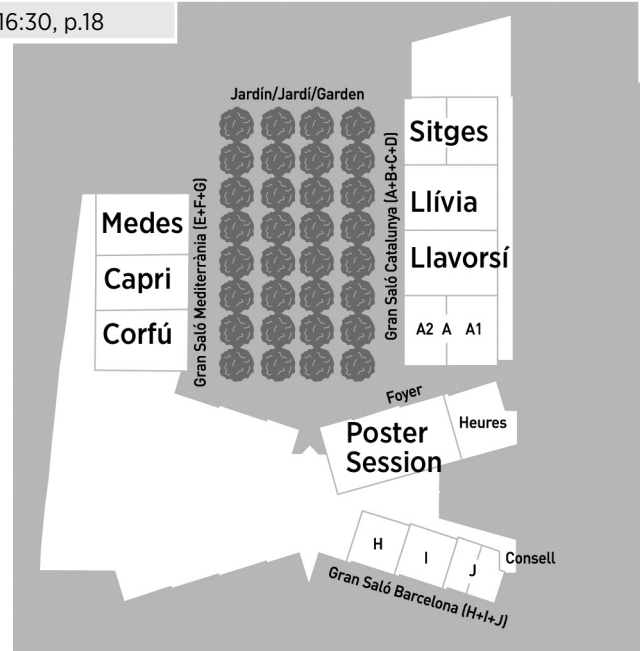 16:30, p.18
Jardín/Jardí/Garden
Gran Saló Mediterrània (E+F+G)
Gran Saló Catalunya (A+B+C+D)
Sitges
Llívia
Llavorsí
A2 A A1
Medes
Capri
Corfú
Foyer
Poster
Session
Heures
H
I
J
Consell
Gran Saló Barcelona (H+I+J)